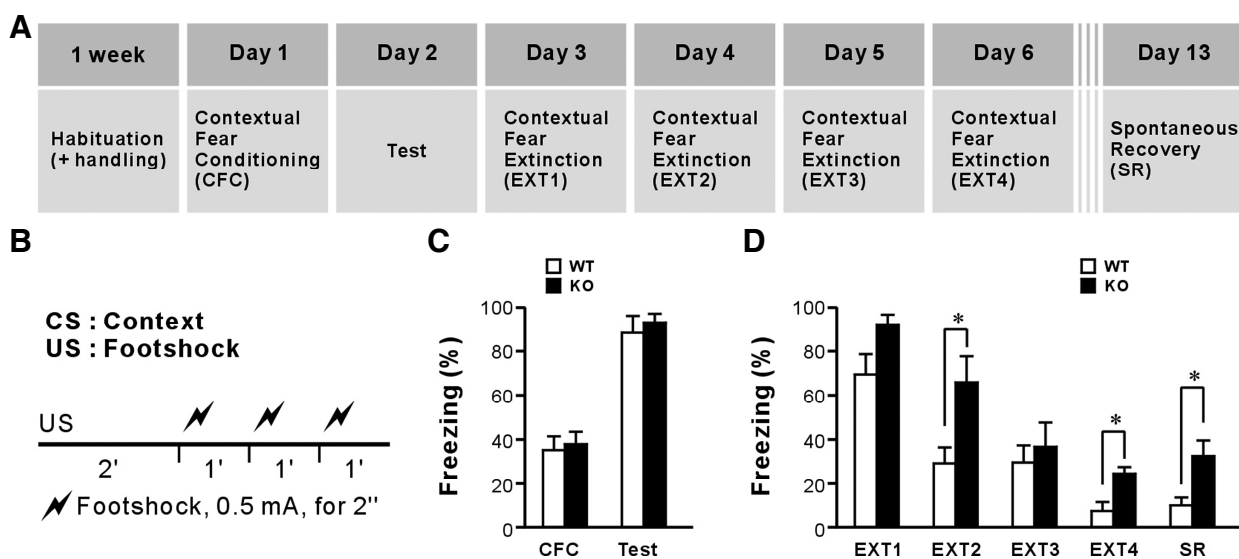 A
1 week Day 1 Day 2 Day 3 Day 4 Day 5 Day 6 Day 13
Habituation
(+ handling)
Contextual
Fear
Conditioning
(CFC)
Test
Contextual
Fear
Extinction
(EXT1)
Contextual
Fear
Extinction
(EXT2)
Contextual
Fear
Extinction
(EXT3)
Contextual
Fear
Extinction
(EXT4)
Spontaneous
Recovery
(SR)
B
CS : Context
US : Footshock
US
2' 1' 1' 1'
Footshock, 0.5 mA, for 2''
C
WT
KO
Freezing (%)
100
80
60
40
20
0
CFC Test
D
WT
KO
Freezing (%)
100
80
60
40
20
0
*
*
*
EXT1 EXT2 EXT3 EXT4 SR